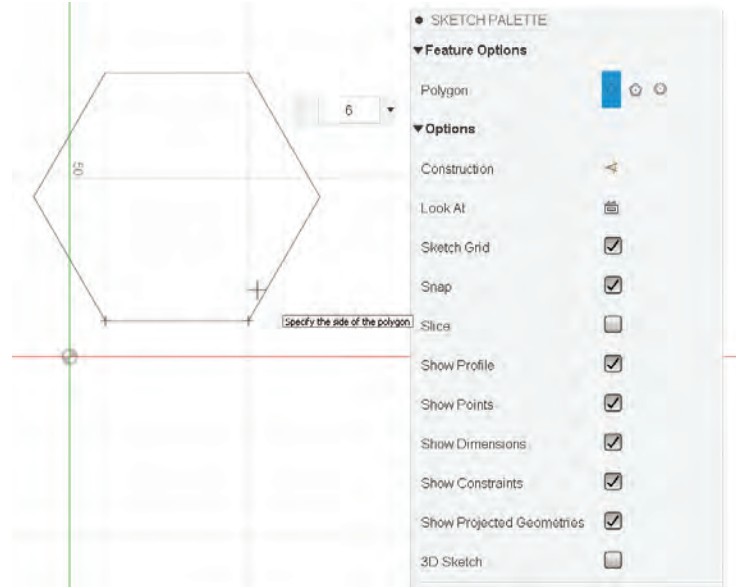 SKETCH PALETTE
Feature Options
6
Polygon
Options
50
Construction
Look At
Sketch Grid
Snap
Specify the side of the polygon
Slice
Show Profile
Show Points
Show Dimensions
Show Constraints
Show Projected Geometries
3D Sketch